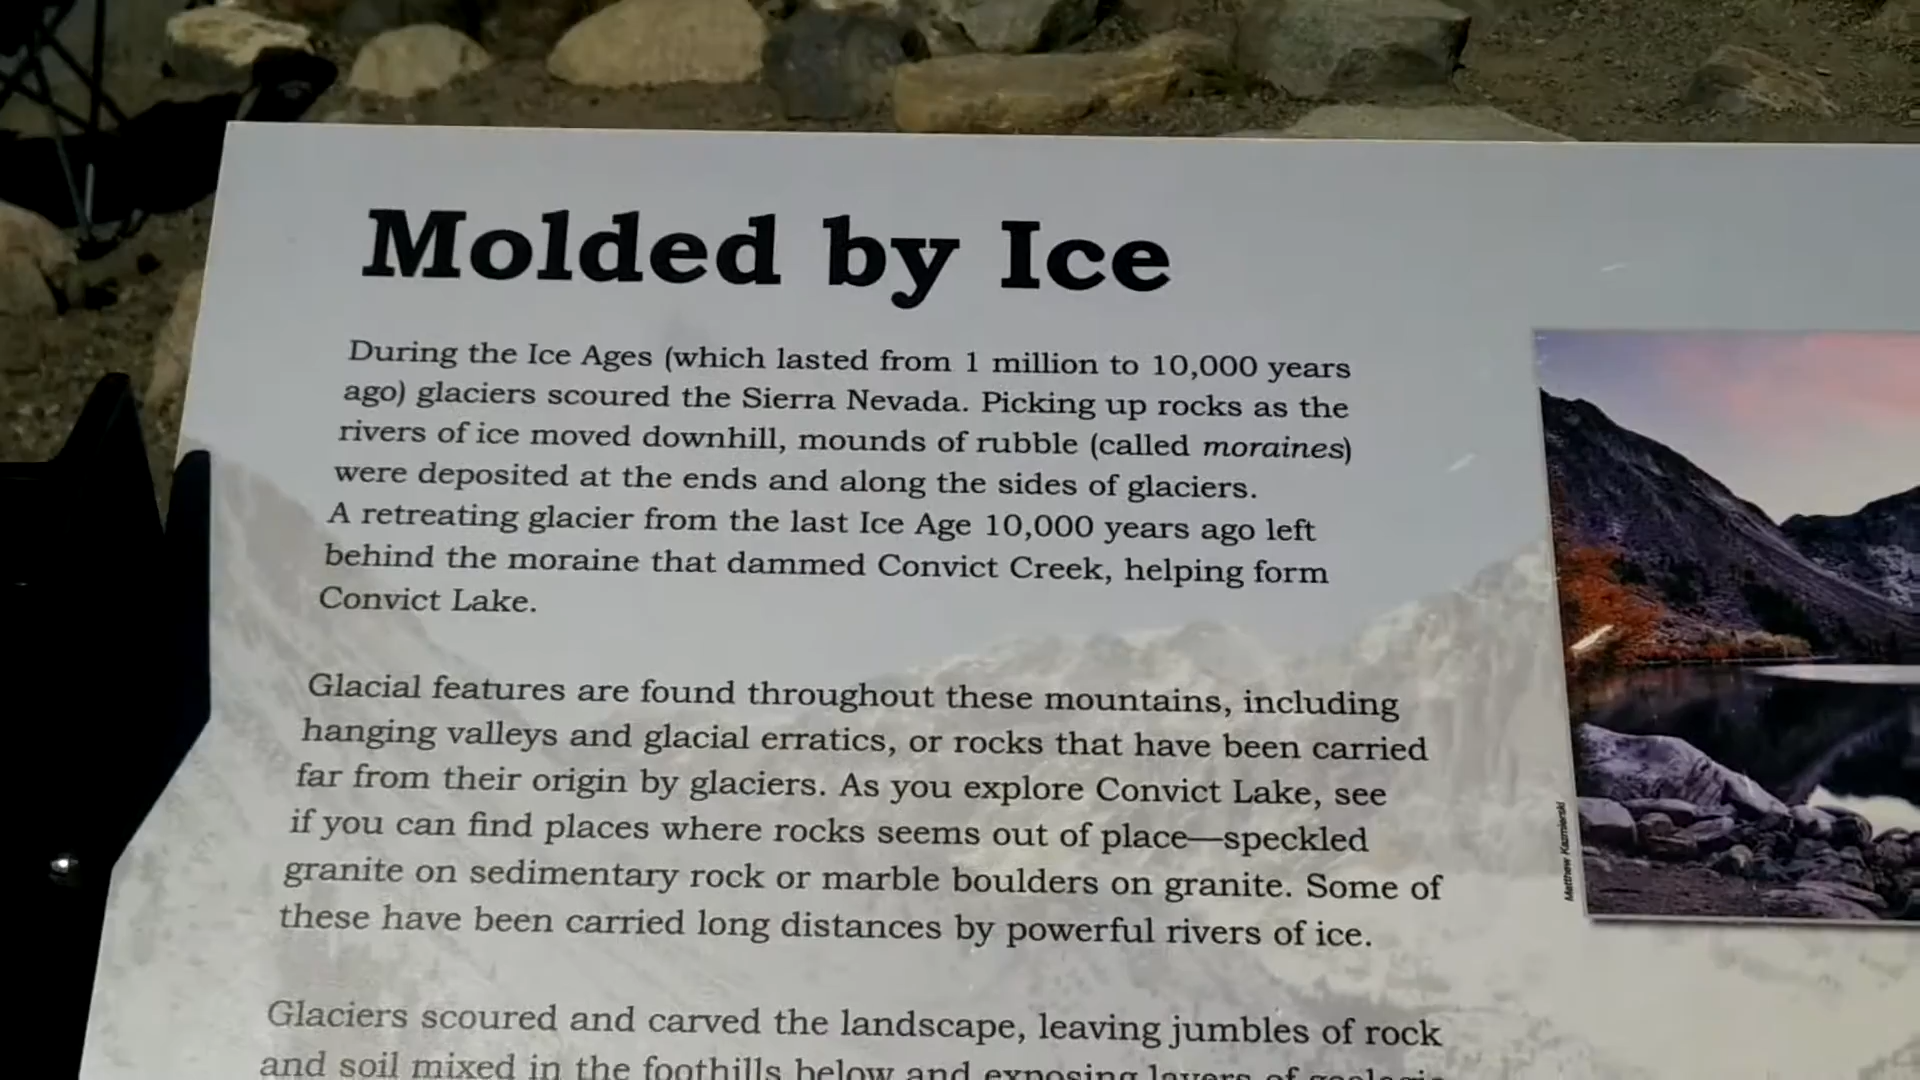 Molded by Ice
During the Ice Ages (which lasted from 1 million to 10,000 years
ago) glaciers scoured the Sierra Nevada. Picking up rocks as the
rivers of ice moved downhill, mounds of rubble (called moraines)
were deposited at the ends and along the sides of glaciers.
A retreating glacier from the last Ice Age 10,000 years ago left
behind the moraine that dammed Convict Creek, helping form
Convict Lake.
Glacial features are found throughout these mountains, including
hanging valleys and glacial erratics, or rocks that have been carried
far from their origin by glaciers. As you explore Convict Lake, see
if you can find places where rocks seems out of place—speckled
granite on sedimentary rock or marble boulders on granite. Some of
these have been carried long distances by powerful rivers of ice.
Glaciers scoured and carved the landscape, leaving jumbles of rock
and soil mixed in the foothills below and exposing layers of geologic
Matthew Kazmierski